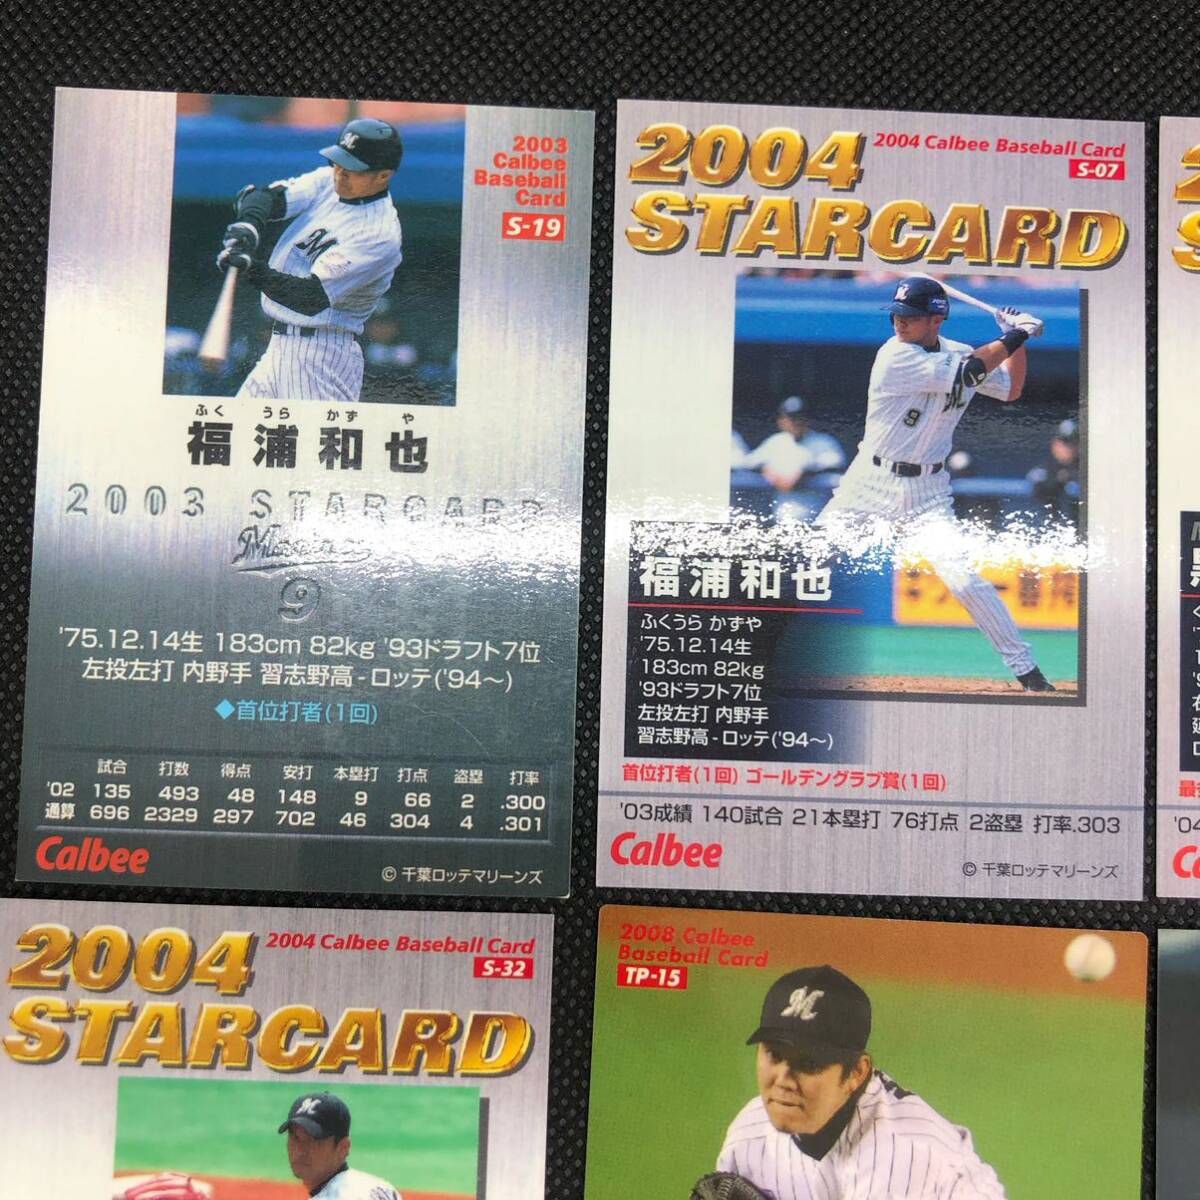 2003
Calbee
Baseball
Card
S-19
ふく うら かず や
福浦和也
2003 STARCARD
9
'75.12.14生 183cm 82kg '93ドラフト7位
左投左打 内野手 習志野高-ロッテ('94〜)
◆首位打者(1回)
試合 打数 得点 安打 本塁打 打点 盗塁 打率
'02 135 493 48 148 9 66 2 .300
通算 696 2329 297 702 46 304 4 .301
Calbee
© 千葉ロッテマリーンズ
2004 Calbee Baseball Card
S-07
2004
STARCARD
福浦和也
ふくうら かずや
'75.12.14生
183cm 82kg
'93ドラフト7位
左投左打 内野手
習志野高-ロッテ('94〜)
首位打者(1回) ゴールデングラブ賞(1回)
'03成績 140試合 21本塁打 76打点 2盗塁 打率.303
Calbee
© 千葉ロッテマリーンズ
2004 Calbee Baseball Card
S-32
2004
STARCARD
2008 Calbee
Baseball Card
TP-15